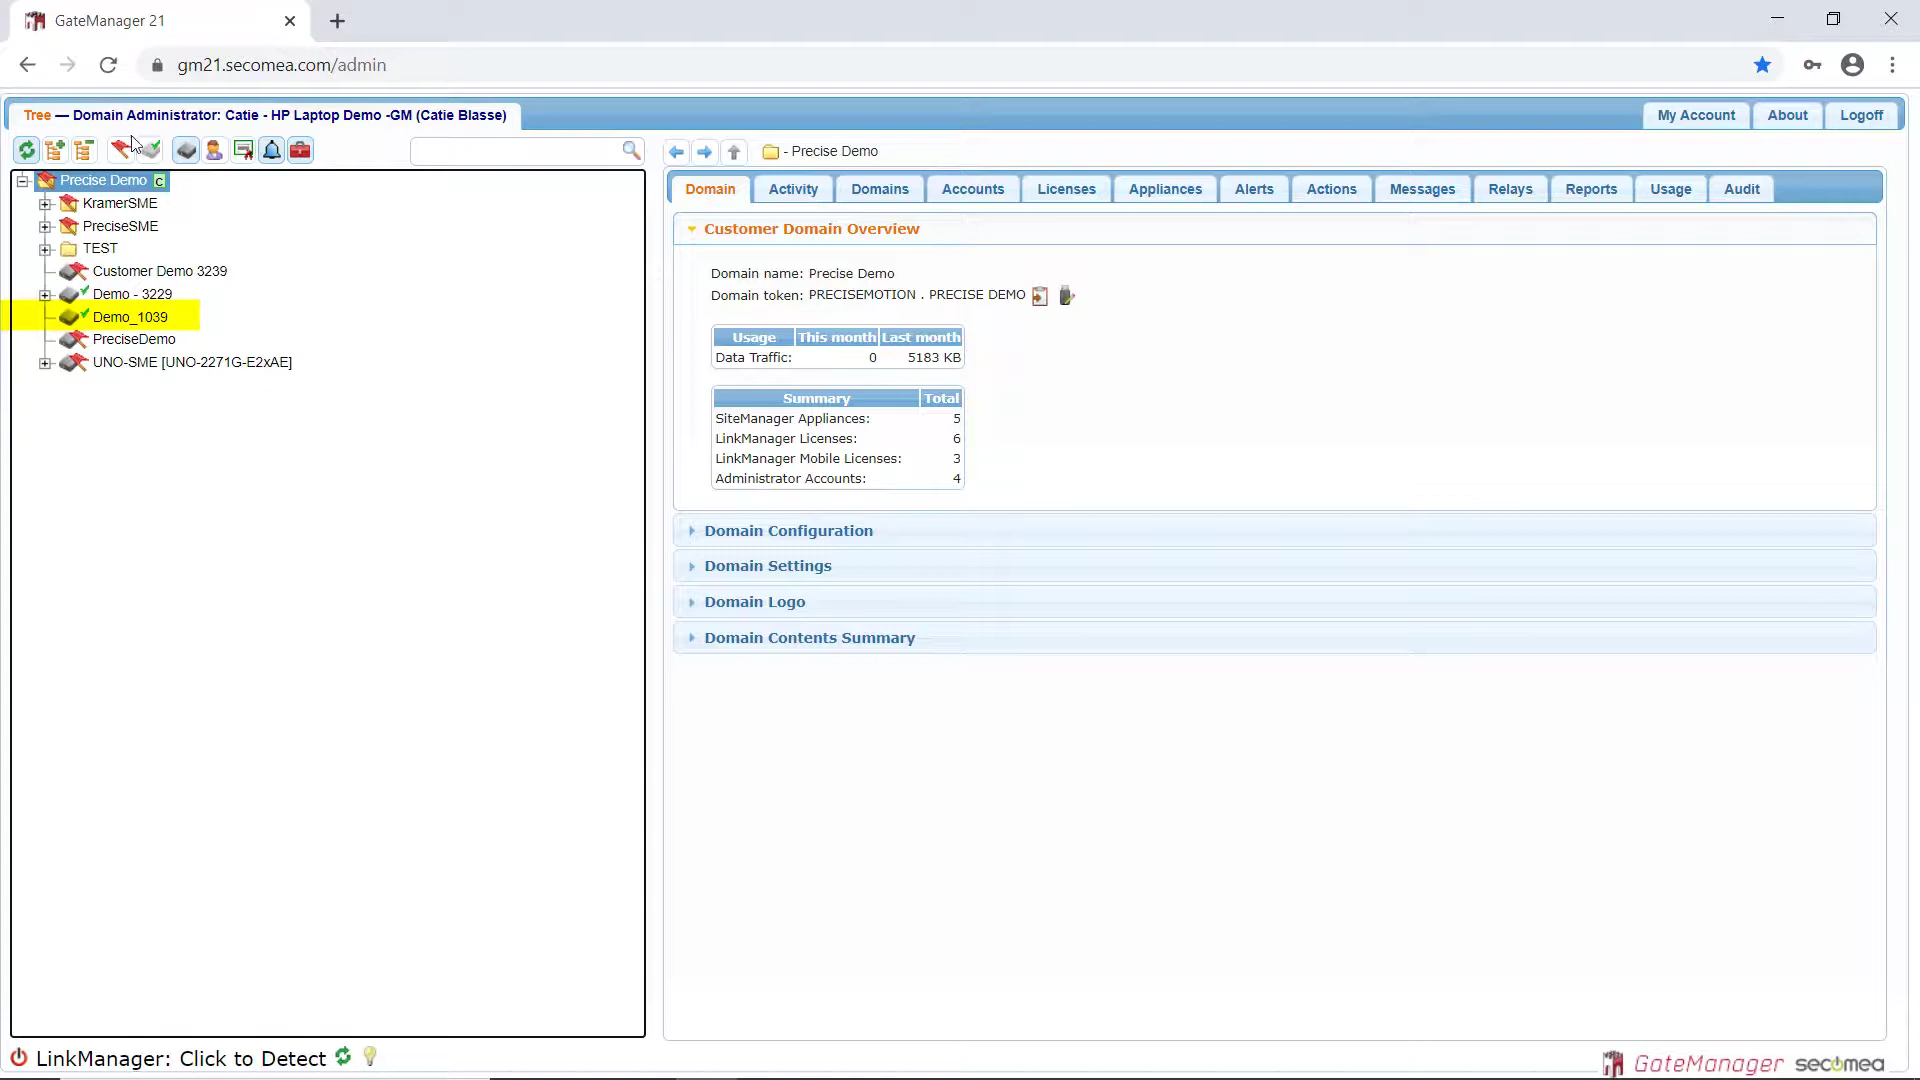 GateManager 21
gm21.secomea.com/admin
Tree — Domain Administrator: Catie - HP Laptop Demo -GM (Catie Blasse)
My Account
About
Logoff
- Precise Demo
Precise Demo C
KramerSME
PreciseSME
TEST
Customer Demo 3239
Demo - 3229
Demo_1039
PreciseDemo
UNO-SME [UNO-2271G-E2xAE]
Domain Activity Domains Accounts Licenses Appliances Alerts Actions Messages Relays Reports Usage Audit
Customer Domain Overview
Domain name: Precise Demo
Domain token: PRECISEMOTION . PRECISE DEMO
Usage This month Last month
Data Traffic: 0 5183 KB
Summary Total
SiteManager Appliances: 5
LinkManager Licenses: 6
LinkManager Mobile Licenses: 3
Administrator Accounts: 4
Domain Configuration
Domain Settings
Domain Logo
Domain Contents Summary
LinkManager: Click to Detect
GateManager secomea